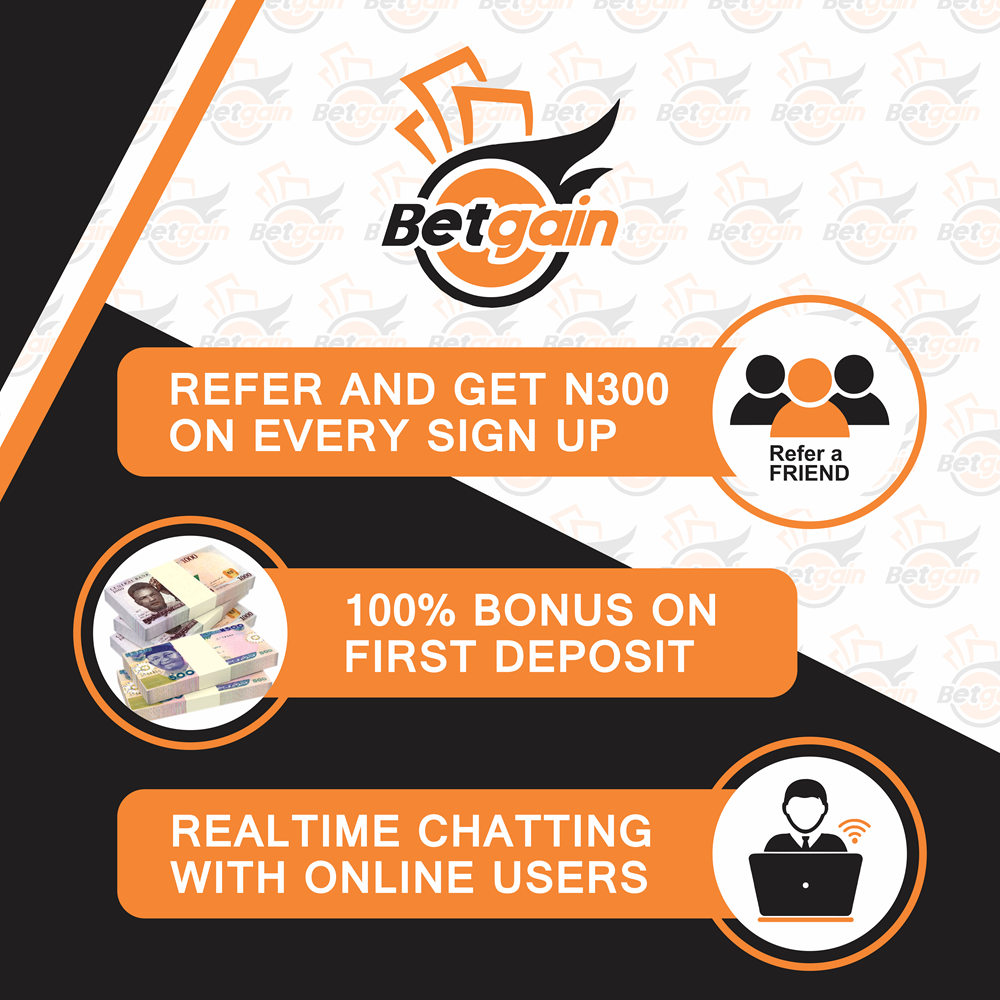 Betgain
REFER AND GET N300
ON EVERY SIGN UP
Refer a
FRIEND
100% BONUS ON
FIRST DEPOSIT
REALTIME CHATTING
WITH ONLINE USERS